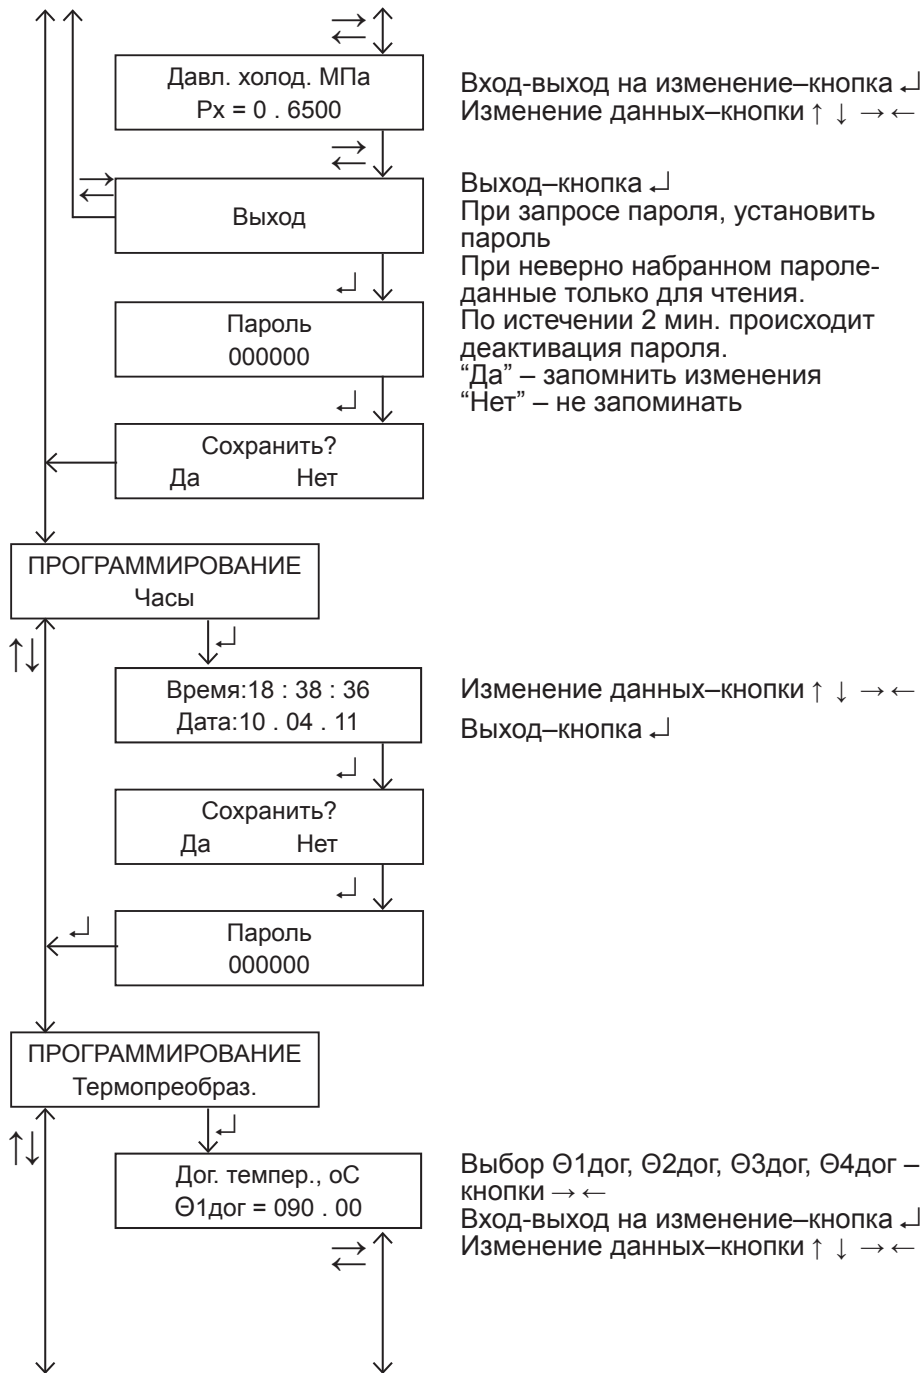 Давл. холод. МПа
Рх = 0 . 6500
Вход-выход на изменение–кнопка ↵
Изменение данных–кнопки ↑ ↓ → ←
Выход
Выход–кнопка ↵
При запросе пароля, установить
пароль
При неверно набранном пароле-
данные только для чтения.
По истечении 2 мин. происходит
деактивация пароля.
“Да” – запомнить изменения
“Нет” – не запоминать
Пароль
000000
Сохранить?
Да Нет
ПРОГРАММИРОВАНИЕ
Часы
Время:18 : 38 : 36
Дата:10 . 04 . 11
Изменение данных–кнопки ↑ ↓ → ←
Выход–кнопка ↵
Сохранить?
Да Нет
Пароль
000000
ПРОГРАММИРОВАНИЕ
Термопреобраз.
Дог. темпер., оС
Θ1дог = 090 . 00
Выбор Θ1дог, Θ2дог, Θ3дог, Θ4дог –
кнопки → ←
Вход-выход на изменение–кнопка ↵
Изменение данных–кнопки ↑ ↓ → ←